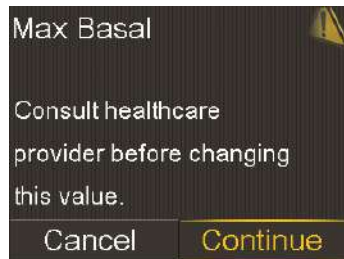 Max Basal
Consult healthcare
provider before changing
this value.
Cancel Continue